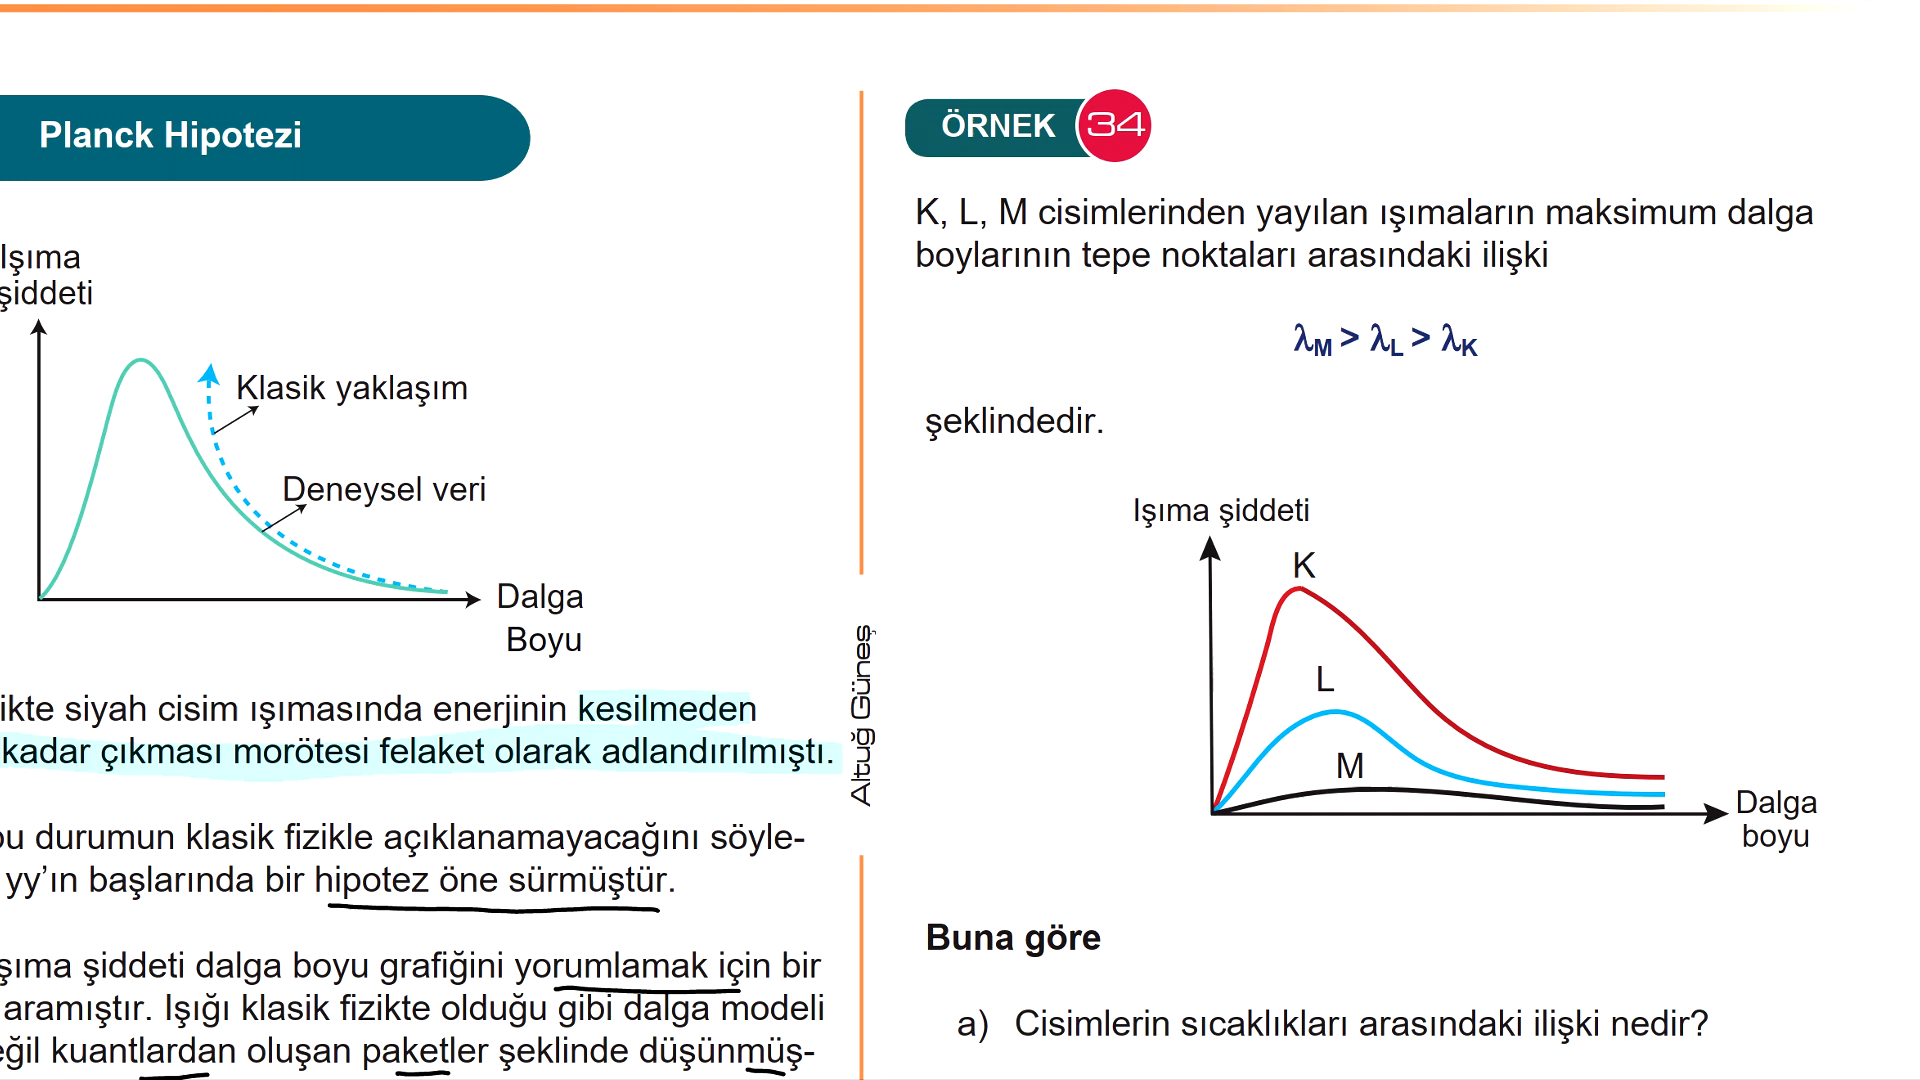 Planck Hipotezi
Işıma
şiddeti
Klasik yaklaşım
Deneysel veri
Dalga
Boyu
ikte siyah cisim ışımasında enerjinin kesilmeden
kadar çıkması morötesi felaket olarak adlandırılmıştı.
bu durumun klasik fizikle açıklanamayacağını söyle-
yy’ın başlarında bir hipotez öne sürmüştür.
şıma şiddeti dalga boyu grafiğini yorumlamak için bir
aramıştır. Işığı klasik fizikte olduğu gibi dalga modeli
eğil kuantlardan oluşan paketler şeklinde düşünmüş-
Altuğ Güneş
ÖRNEK 34
K, L, M cisimlerinden yayılan ışımaların maksimum dalga
boylarının tepe noktaları arasındaki ilişki
λM > λL > λK
şeklindedir.
Işıma şiddeti
K
L
M
Dalga
boyu
Buna göre
a) Cisimlerin sıcaklıkları arasındaki ilişki nedir?